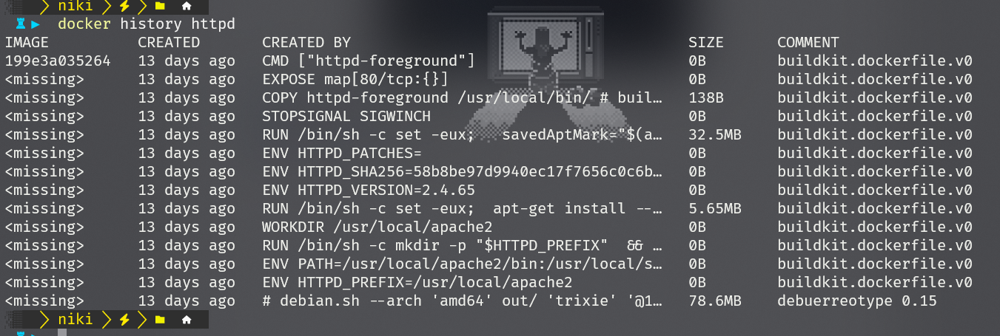 niki
docker history httpd
IMAGE CREATED CREATED BY SIZE COMMENT
199e3a035264 13 days ago CMD ["httpd-foreground"] 0B buildkit.dockerfile.v0
<missing> 13 days ago EXPOSE map[80/tcp:{}] 0B buildkit.dockerfile.v0
<missing> 13 days ago COPY httpd-foreground /usr/local/bin/ # buil… 138B buildkit.dockerfile.v0
<missing> 13 days ago STOPSIGNAL SIGWINCH 0B buildkit.dockerfile.v0
<missing> 13 days ago RUN /bin/sh -c set -eux;   savedAptMark="$(a… 32.5MB buildkit.dockerfile.v0
<missing> 13 days ago ENV HTTPD_PATCHES= 0B buildkit.dockerfile.v0
<missing> 13 days ago ENV HTTPD_SHA256=58b8be97d9940ec17f7656c0c6b… 0B buildkit.dockerfile.v0
<missing> 13 days ago ENV HTTPD_VERSION=2.4.65 0B buildkit.dockerfile.v0
<missing> 13 days ago RUN /bin/sh -c set -eux;  apt-get install --… 5.65MB buildkit.dockerfile.v0
<missing> 13 days ago WORKDIR /usr/local/apache2 0B buildkit.dockerfile.v0
<missing> 13 days ago RUN /bin/sh -c mkdir -p "$HTTPD_PREFIX"  && … 0B buildkit.dockerfile.v0
<missing> 13 days ago ENV PATH=/usr/local/apache2/bin:/usr/local/s… 0B buildkit.dockerfile.v0
<missing> 13 days ago ENV HTTPD_PREFIX=/usr/local/apache2 0B buildkit.dockerfile.v0
<missing> 13 days ago # debian.sh --arch 'amd64' out/ 'trixie' '@1… 78.6MB debuerreotype 0.15
niki